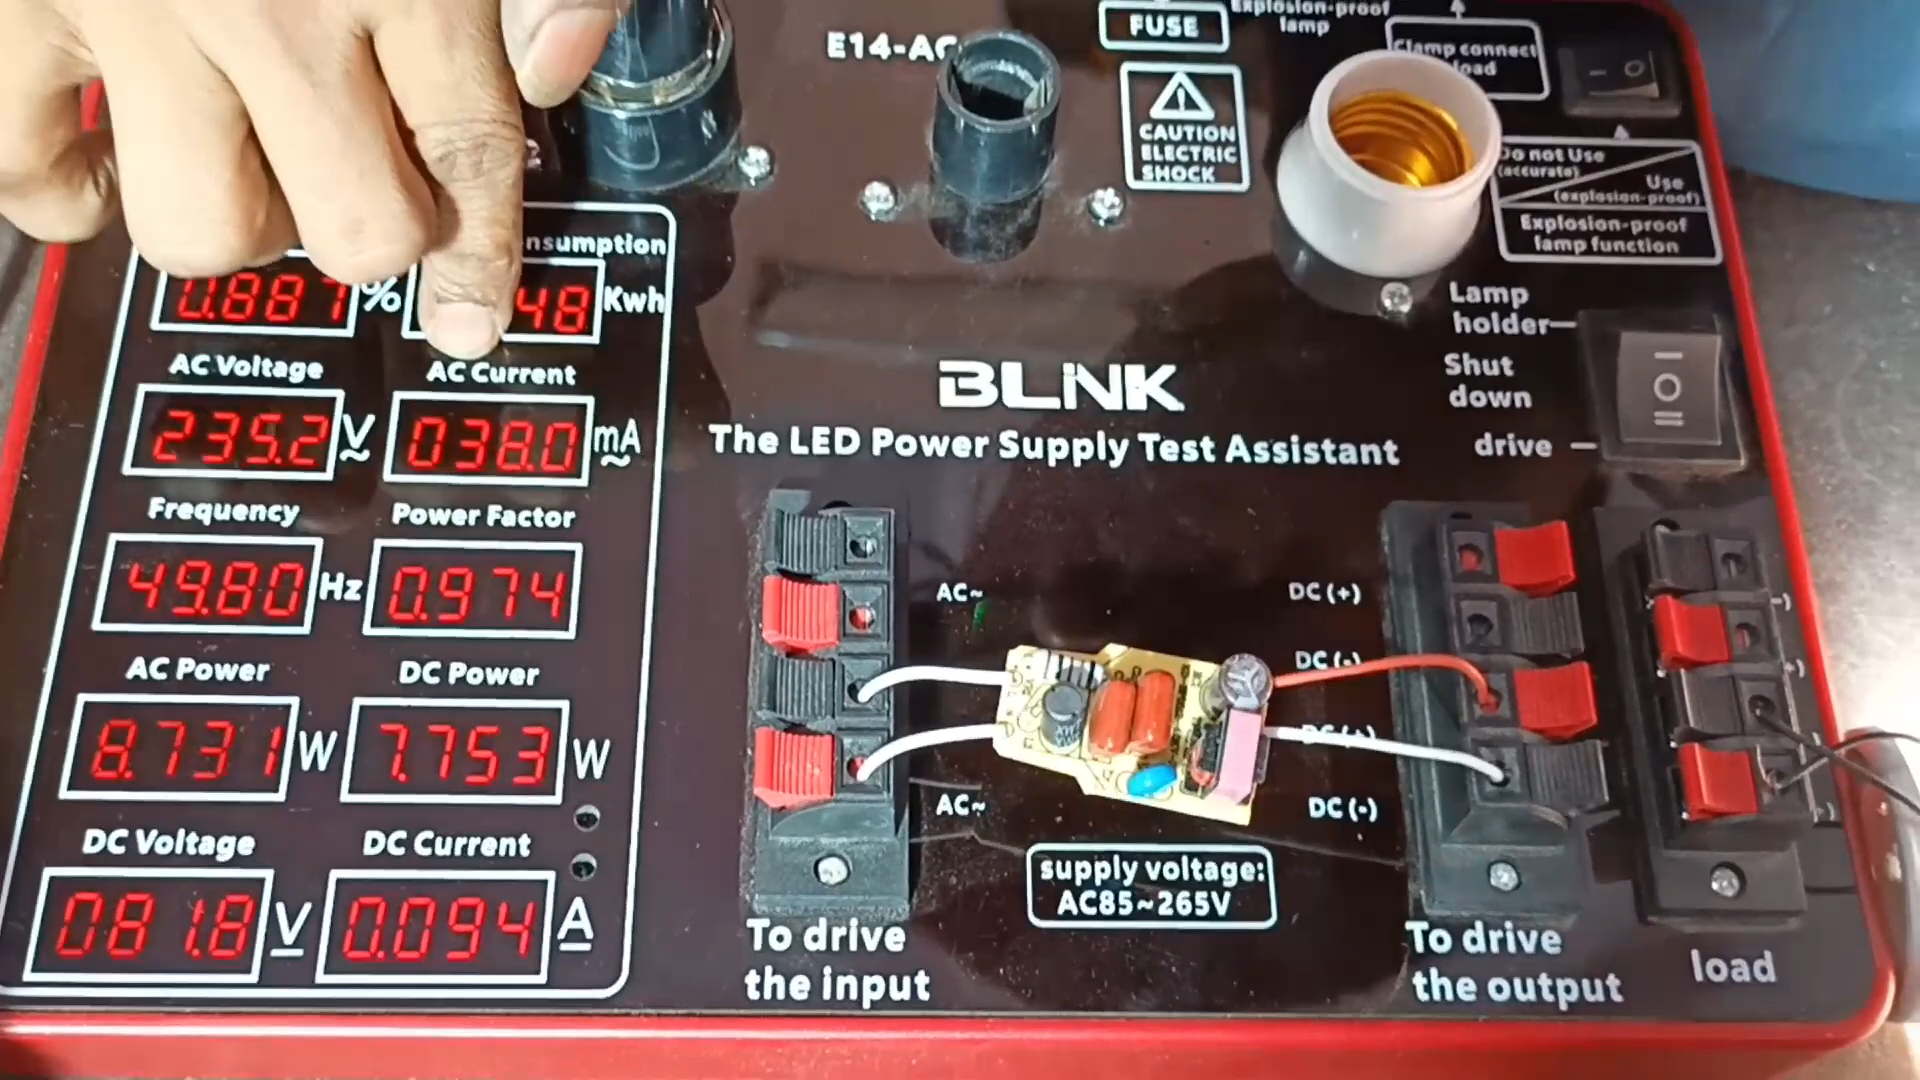 Explosion-proof
lamp
FUSE
E14-AC
Clamp connect
load
CAUTION
ELECTRIC
SHOCK
Do not Use
(accurate)
Use
(explosion-proof)
Explosion-proof
lamp function
0.887 % 48 Kwh
AC Voltage AC Current
235.2 V 038.0 mA
Frequency Power Factor
49.80 Hz 0.974
AC Power DC Power
8.731 W 7.753 W
DC Voltage DC Current
081.8 V 0.094 A
BLINK
The LED Power Supply Test Assistant
Lamp
holder
Shut
down
drive
AC~
AC~
DC (+)
DC (-)
DC (+)
DC (-)
supply voltage:
AC85~265V
To drive
the input
To drive
the output
load